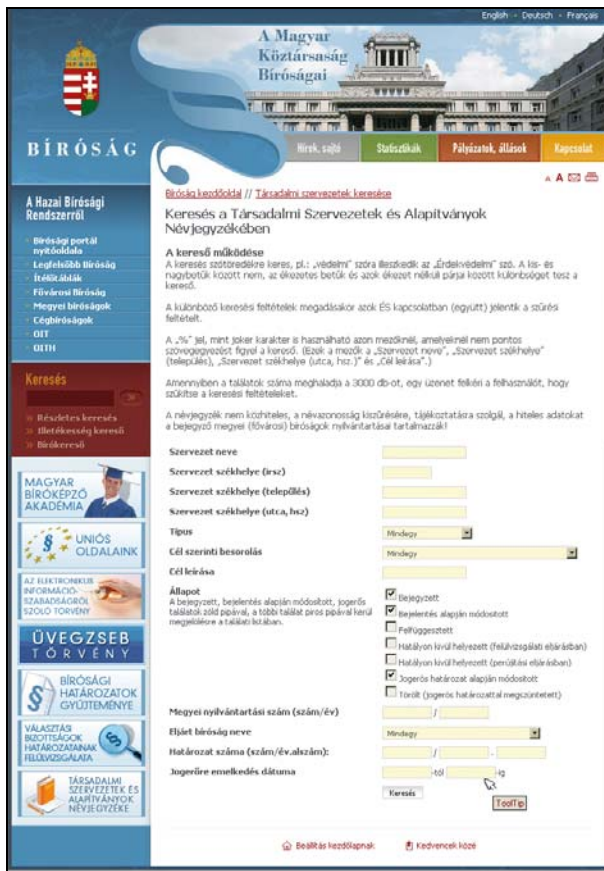 English - Deutsch - Français
A Magyar
Köztársaság
Bíróságai
BÍRÓSÁG
Hírek, sajtó
Statisztikák
Pályázatok, állások
Kapcsolat
A
A
Bíróság kezdőoldal // Társadalmi szervezetek keresése
A Hazai Bírósági
Rendszerről
Bírósági portál
nyitóoldala
Legfelsőbb Bíróság
Ítélőtáblák
Fővárosi Bíróság
Megyei bíróságok
Cégbíróságok
OIT
OITH
Keresés
Részletes keresés
Illetékesség kereső
Bírókereső
MAGYAR
BÍRÓKÉPZŐ
AKADÉMIA
UNIÓS
OLDALAINK
AZ ELEKTRONIKUS
INFORMÁCIÓ-
SZABADSÁGRÓL
SZÓLÓ TÖRVÉNY
ÜVEGZSEB
TÖRVÉNY
BÍRÓSÁGI
HATÁROZATOK
GYŰJTEMÉNYE
VÁLASZTÁSI
BIZOTTSÁGOK
HATÁROZATAINAK
FELÜLVIZSGÁLATA
TÁRSADALMI
SZERVEZETEK ÉS
ALAPÍTVÁNYOK
NÉVJEGYZÉKE
Keresés a Társadalmi Szervezetek és Alapítványok
Névjegyzékében
A kereső működése
A kereső szótöredékre keres, pl.: „védelmi” szóra illeszkedik az „Érdekvédelmi” szó. A kis- és
nagybetűk között nem, az ékezetes betűk és azok ékezet nélküli párja között különbséget tesz a
kereső.
A különböző keresési feltételek megadásakor azok ÉS kapcsolatban (együtt) jelentik a szűrési
feltételt.
A „%” jel, mint joker karakter is használható azon mezőknél, amelyeknél nem pontos
szövegegyezést figyel a kereső. (Ezek a mezők a „Szervezet neve”, „Szervezet székhelye”
(település), „Szervezet székhelye (utca, hsz.)” és „Cél leírása”.)
Amennyiben a találatok száma meghaladja a 3000 db-ot, egy üzenet felkéri a felhasználót, hogy
szűkítse a keresési feltételeket.
A névjegyzék nem közhiteles, a névazonosság kiszűrésére, tájékoztatásra szolgál, a hiteles adatokat
a bejegyző megyei (fővárosi) bíróságok nyilvántartásai tartalmazzák!
Szervezet neve
Szervezet székhelye (irsz)
Szervezet székhelye (település)
Szervezet székhelye (utca, hsz)
Típus Mindegy
Cél szerinti besorolás Mindegy
Cél leírása
Állapot
A bejegyzett, bejelentés alapján módosított, jogerős
találatok zöld pipával, a többi találat piros pipával kerül
megjelölésre a találati listában.
Bejegyzett
Bejelentés alapján módosított
Felfüggesztett
Hatályon kívül helyezett (felülvizsgálati eljárásban)
Hatályon kívül helyezett (perújítási eljárásban)
Jogerős határozat alapján módosított
Törölt (jogerős határozattal megszüntetett)
Megyei nyilvántartási szám (szám/év) /
Eljárt bíróság neve Mindegy
Határozat száma (szám/év.alszám): / .
Jogerőre emelkedés dátuma -tól -ig
Keresés
ToolTip
Beállítás kezdőlapnak
Kedvencek közé